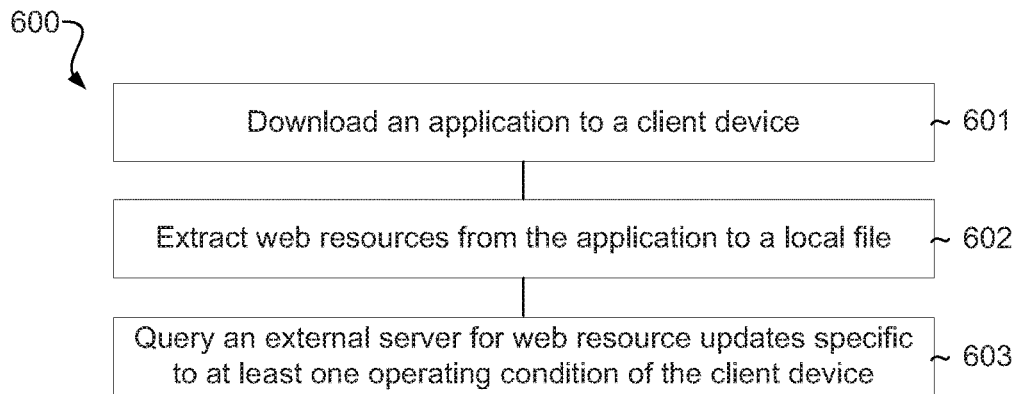 600
Download an application to a client device
601
Extract web resources from the application to a local file
602
Query an external server for web resource updates specific
to at least one operating condition of the client device
603